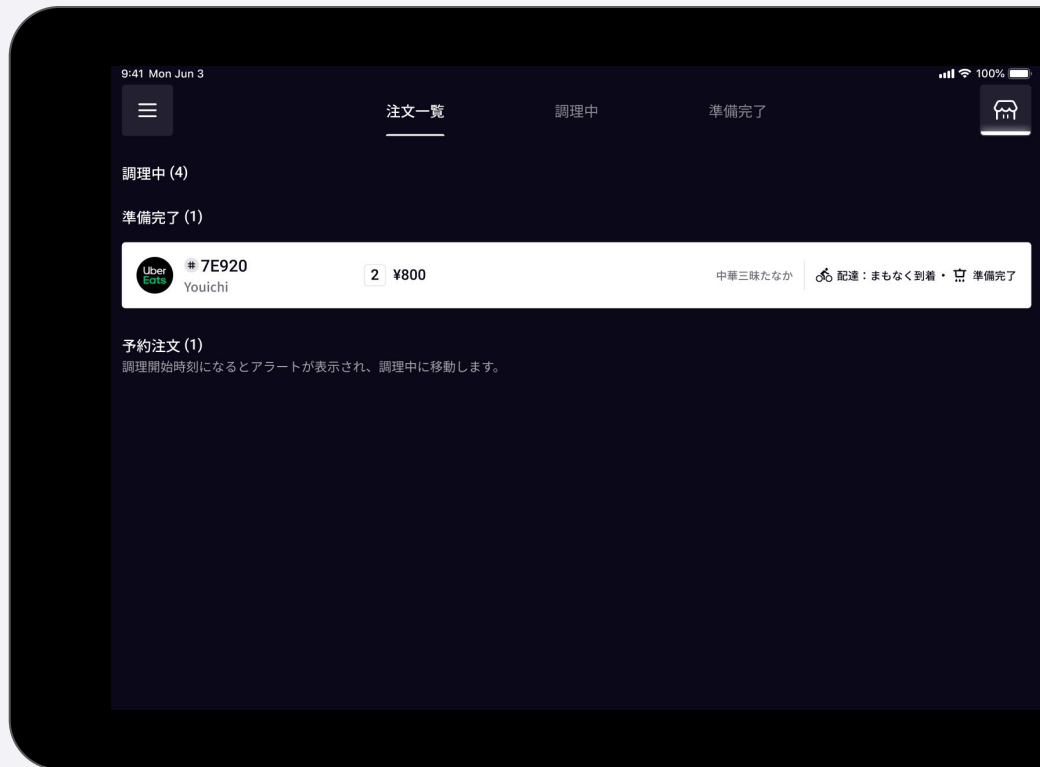 9:41 Mon Jun 3 100%
注文一覧 調理中 準備完了
調理中 (4)
準備完了 (1)
Uber
Eats
# 7E920
Youichi
2 ¥800
中華三昧たなか
配達：まもなく到着・ 準備完了
予約注文 (1)
調理開始時刻になるとアラートが表示され、調理中に移動します。